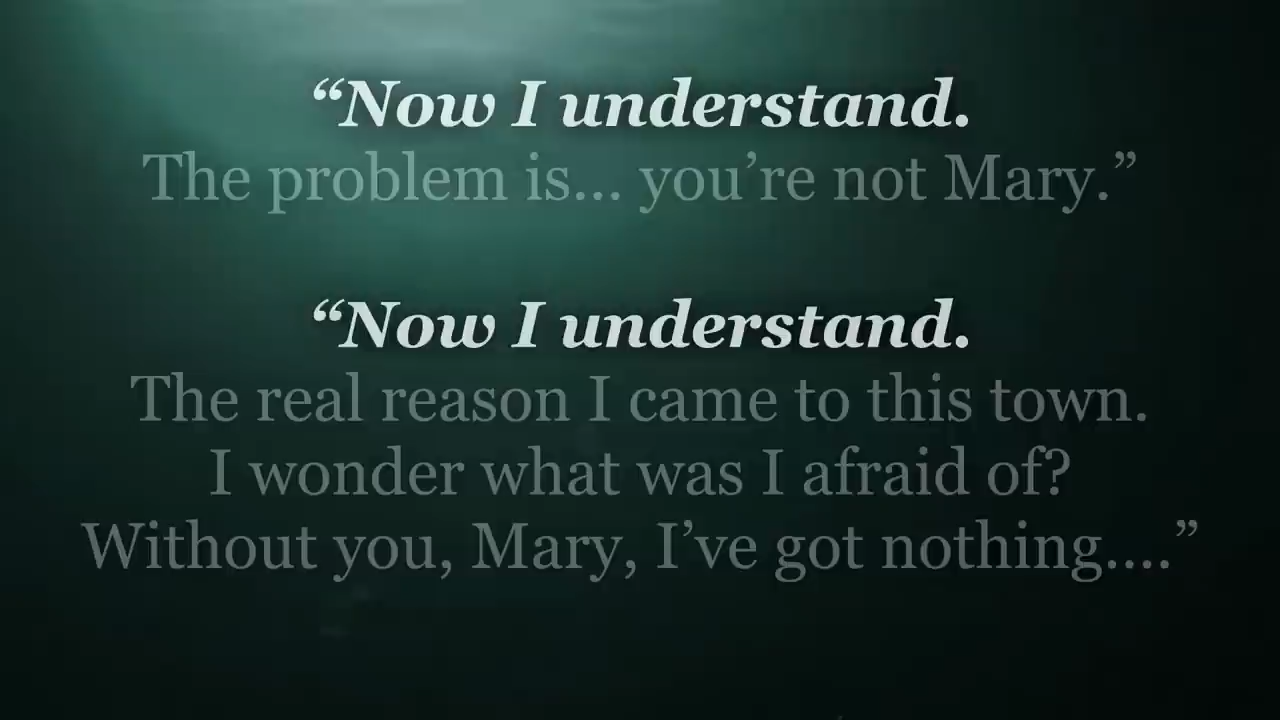 “Now I understand.
The problem is... you’re not Mary.”
“Now I understand.
The real reason I came to this town.
I wonder what was I afraid of?
Without you, Mary, I’ve got nothing....”